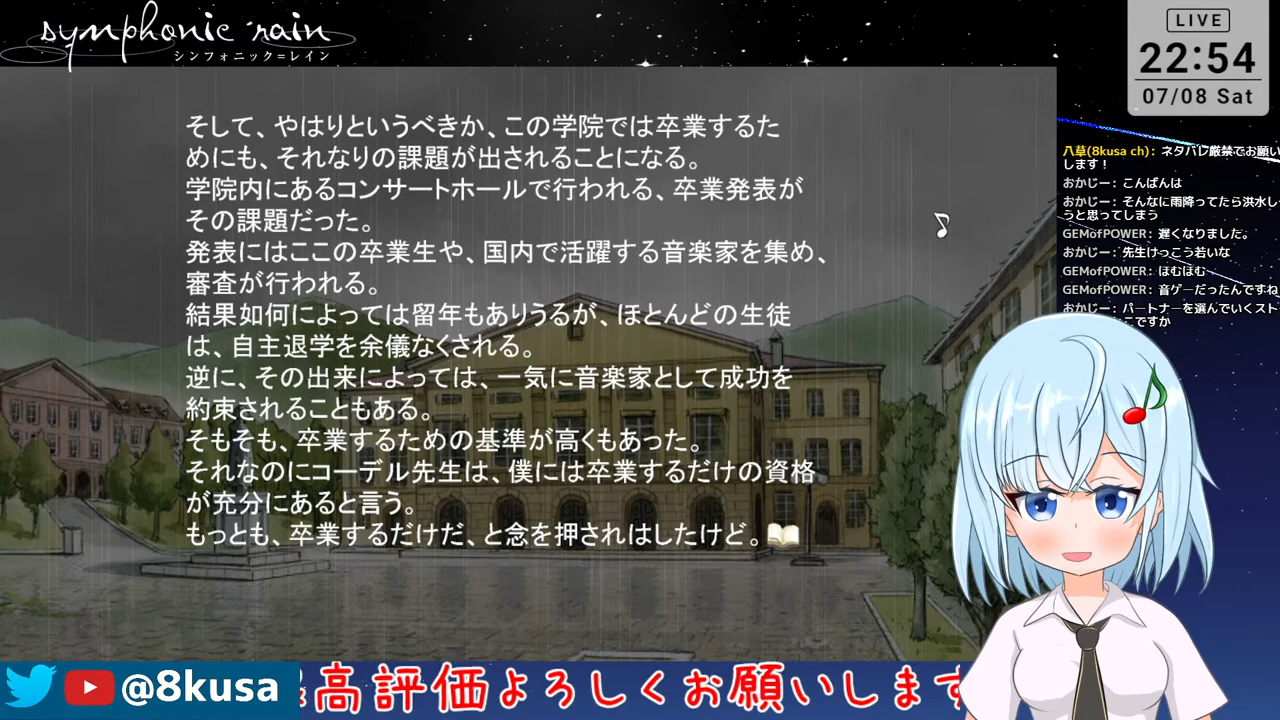 symphonic rain
シンフォニック=レイン
LIVE
22:54
07/08 Sat
そして、やはりというべきか、この学院では卒業するた
めにも、それなりの課題が出されることになる。
学院内にあるコンサートホールで行われる、卒業発表が
その課題だった。
発表にはここの卒業生や、国内で活躍する音楽家を集め、
審査が行われる。
結果如何によっては留年もありうるが、ほとんどの生徒
は、自主退学を余儀なくされる。
逆に、その出来によっては、一気に音楽家として成功を
約束されることもある。
そもそも、卒業するための基準が高くもあった。
それなのにコーデル先生は、僕には卒業するだけの資格
が充分にあると言う。
もっとも、卒業するだけだ、と念を押されはしたけど。
八草(8kusa ch): ネタバレ厳禁でお願い
します！
おかじー: こんばんは
おかじー: そんなに雨降ってたら洪水し
うと思ってしまう
GEMofPOWER: 遅くなりました。
おかじー: 先生けっこう若いな
GEMofPOWER: ほむほむ
GEMofPOWER: 音ゲーだったんですね
おかじー: パートナーを選んでいくスト
こですか
@8kusa
高評価よろしくお願いします